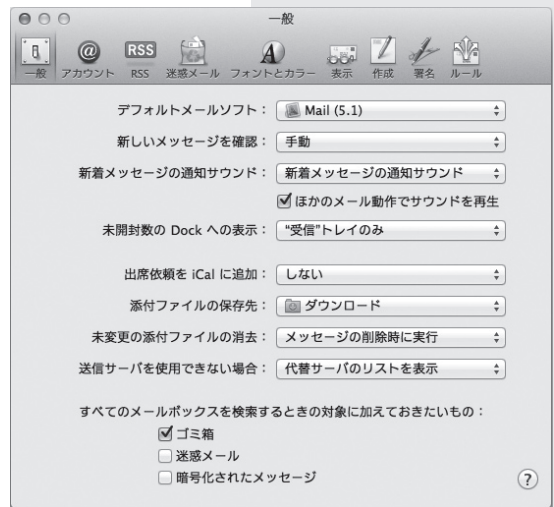 一般
一般 アカウント RSS 迷惑メール フォントとカラー 表示 作成 署名 ルール
デフォルトメールソフト： Mail (5.1)
新しいメッセージを確認： 手動
新着メッセージの通知サウンド： 新着メッセージの通知サウンド
ほかのメール動作でサウンドを再生
未開封数の Dock への表示： “受信”トレイのみ
出席依頼を iCal に追加： しない
添付ファイルの保存先： ダウンロード
未変更の添付ファイルの消去： メッセージの削除時に実行
送信サーバを使用できない場合： 代替サーバのリストを表示
すべてのメールボックスを検索するときの対象に加えておきたいもの：
ゴミ箱
迷惑メール
暗号化されたメッセージ
?